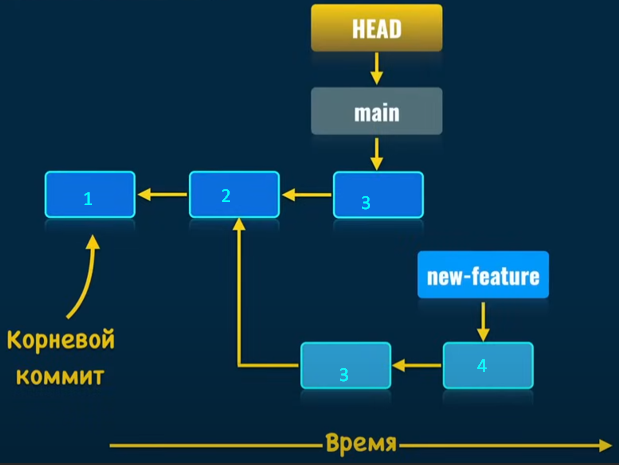 HEAD
main
1
2
3
new-feature
Корневой
коммит
3
4
Время